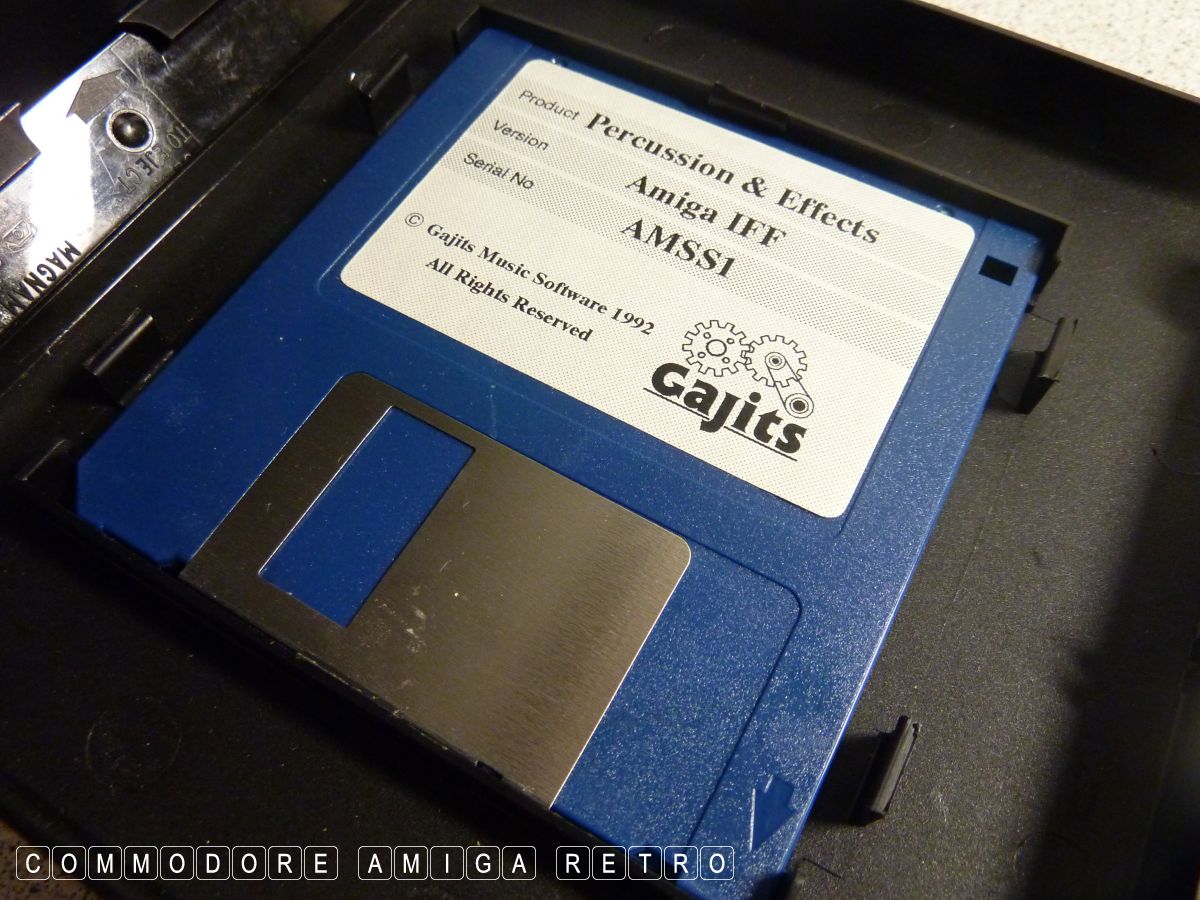 Product Percussion & Effects
Version Amiga IFF
Serial No AMSS1
© Gajits Music Software 1992
All Rights Reserved
Gajits
COMMODORE AMIGA RETRO